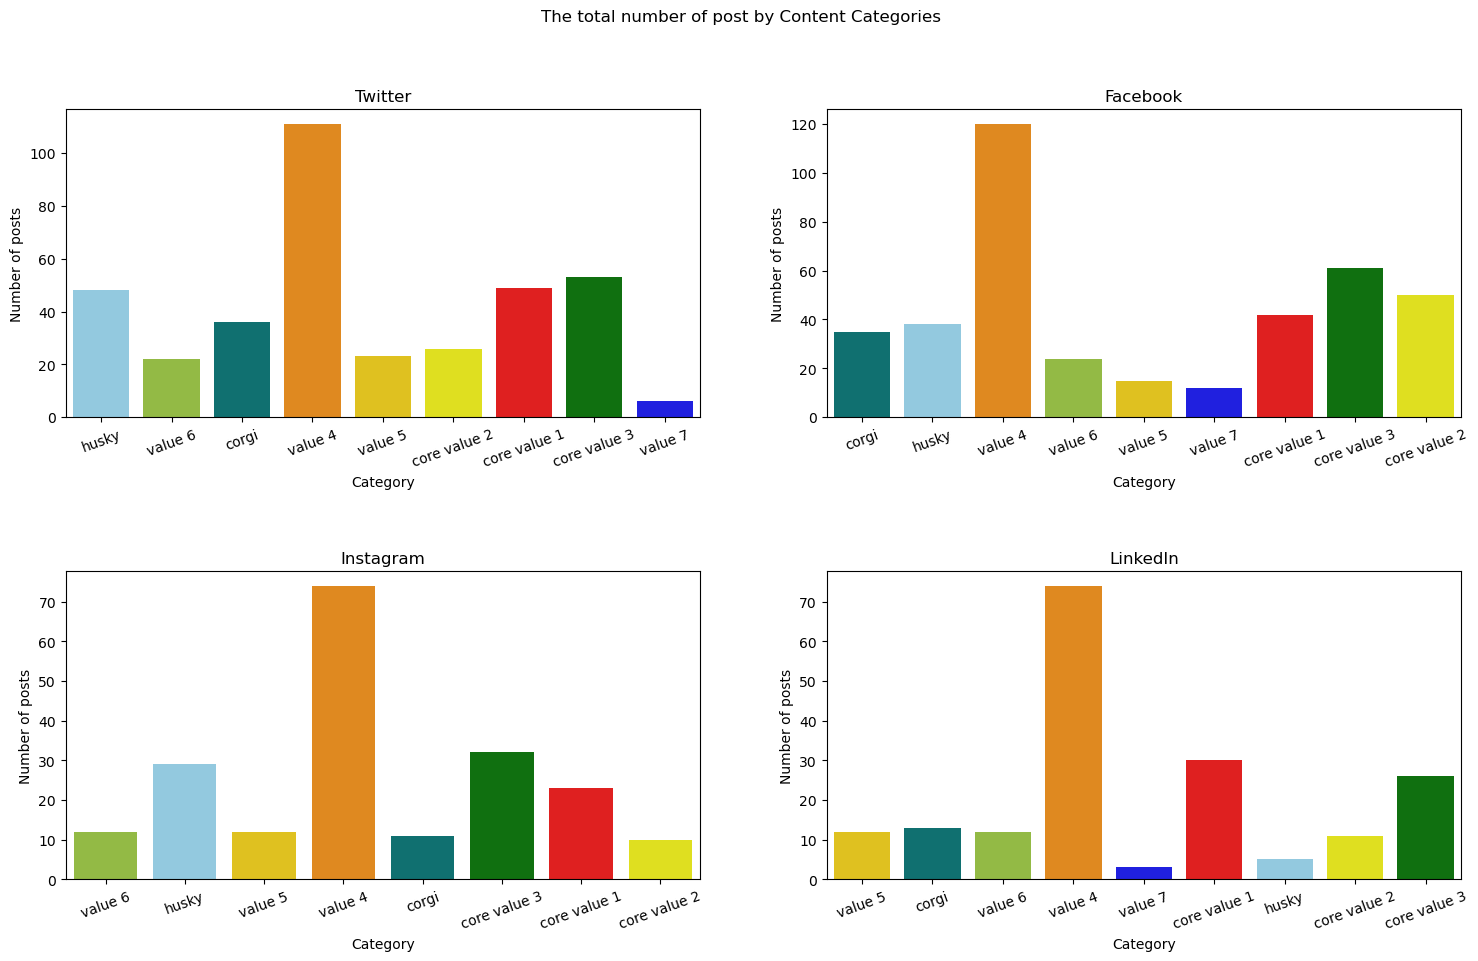 The total number of post by Content Categories
Twitter
Number of posts
100
80
60
40
20
0
husky
value 6
corgi
value 4
value 5
core value 2
core value 1
core value 3
value 7
Category
Facebook
Number of posts
120
100
80
60
40
20
0
corgi
husky
value 4
value 6
value 5
value 7
core value 1
core value 3
core value 2
Category
Instagram
Number of posts
70
60
50
40
30
20
10
0
value 6
husky
value 5
value 4
corgi
core value 3
core value 1
core value 2
Category
LinkedIn
Number of posts
70
60
50
40
30
20
10
0
value 5
corgi
value 6
value 4
value 7
core value 1
husky
core value 2
core value 3
Category